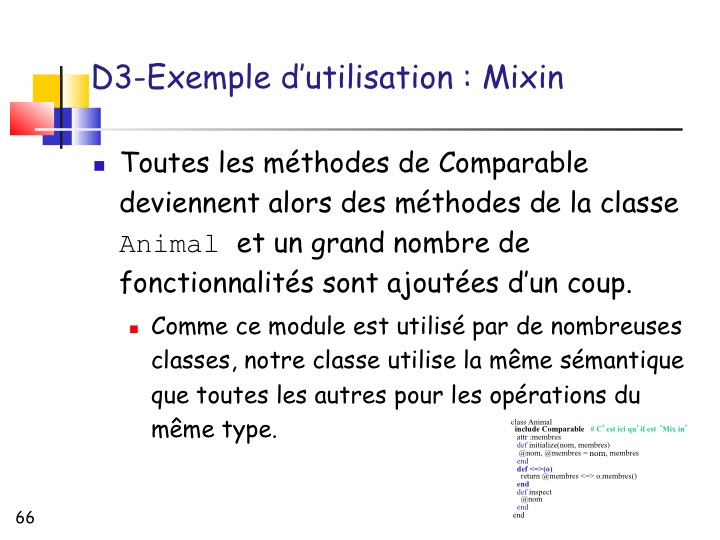 D3-Exemple d’utilisation : Mixin
Toutes les méthodes de Comparable
deviennent alors des méthodes de la classe
Animal et un grand nombre de
fonctionnalités sont ajoutées d’un coup.
Comme ce module est utilisé par de nombreuses
classes, notre classe utilise la même sémantique
que toutes les autres pour les opérations du
même type.
class Animal
include Comparable # C’est ici qu’il est "Mix in"
attr :membres
def initialize(nom, membres)
@nom, @membres = nom, membres
end
def <=>(o)
return @membres <=> o.membres()
end
def inspect
@nom
end
end
66